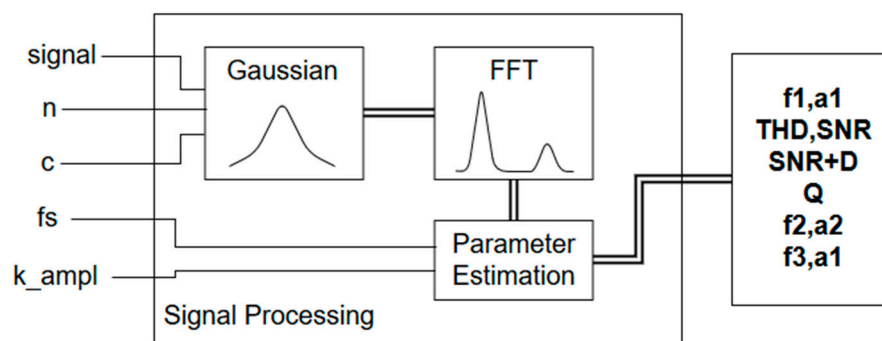 signal
n
c
fs
k_ampl
Gaussian
FFT
Parameter
Estimation
Signal Processing
f1,a1
THD,SNR
SNR+D
Q
f2,a2
f3,a1